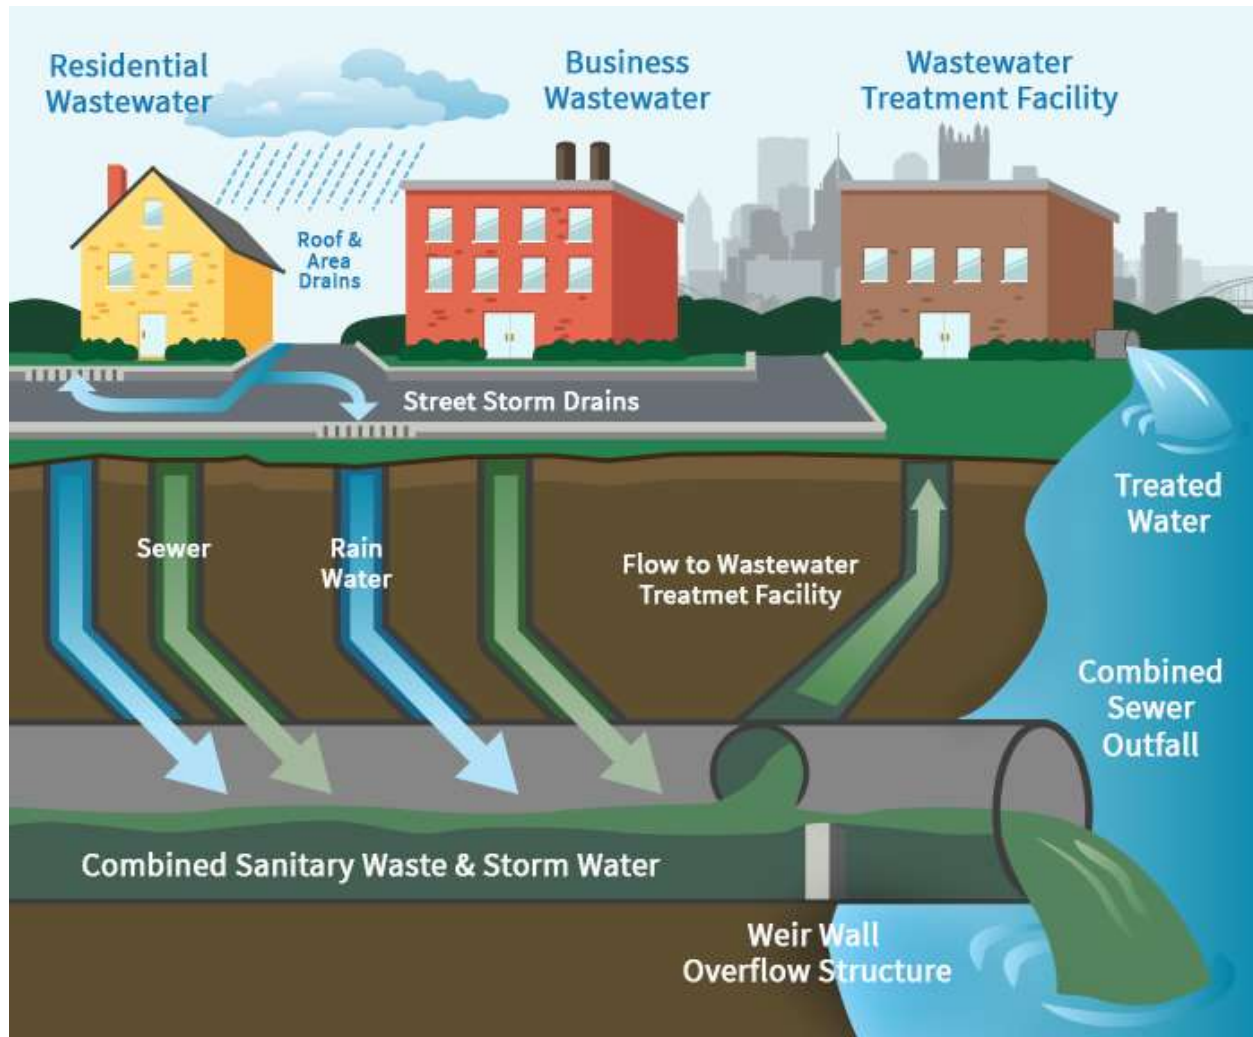 Residential
Wastewater
Business
Wastewater
Wastewater
Treatment Facility
Roof &
Area
Drains
Street Storm Drains
Treated
Water
Sewer
Rain
Water
Flow to Wastewater
Treatmet Facility
Combined
Sewer
Outfall
Combined Sanitary Waste & Storm Water
Weir Wall
Overflow Structure